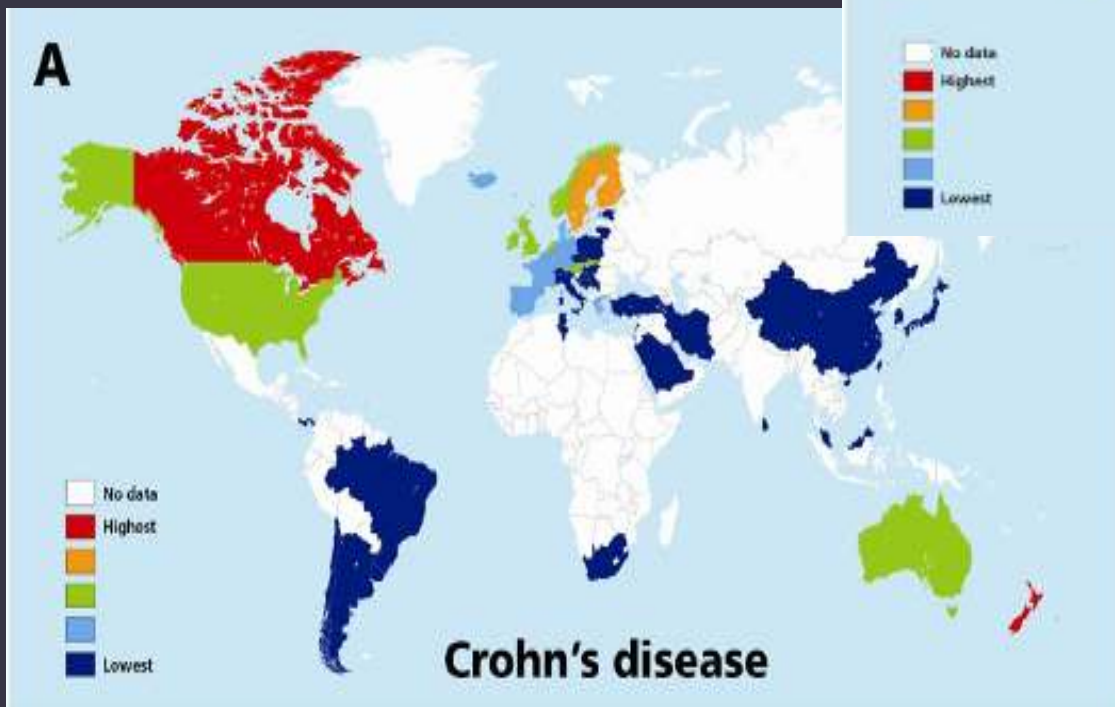 A
No data
Highest
Lowest
No data
Highest
Lowest
Crohn's disease